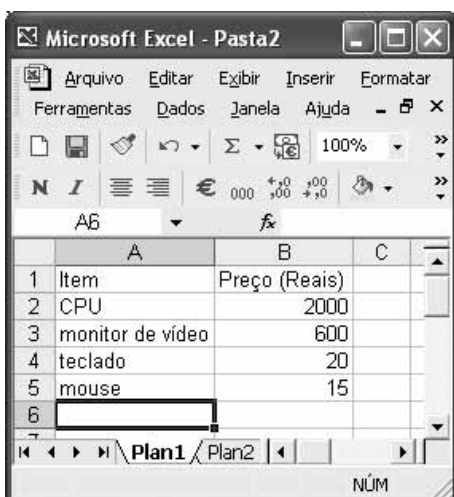 Microsoft Excel - Pasta2
Arquivo Editar Exibir Inserir Formatar
Ferramentas Dados Janela Ajuda
Σ 100% »
N I € 000 ,00 »
A6 fx
A B C
1 Item Preço (Reais)
2 CPU 2000
3 monitor de vídeo 600
4 teclado 20
5 mouse 15
6
Plan1 Plan2
NÚM